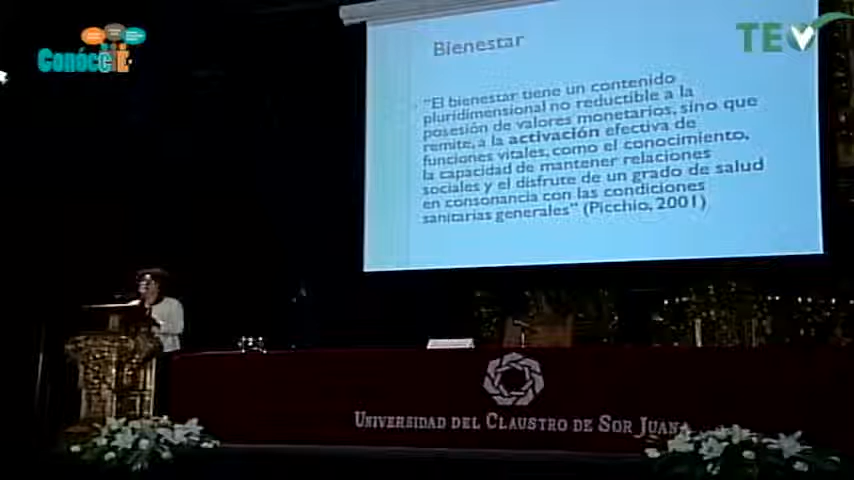 Conócete
TEV
Bienestar
"El bienestar tiene un contenido
pluridimensional no reductible a la
posesión de valores monetarios, sino que
remite, a la activación efectiva de
funciones vitales, como el conocimiento,
la capacidad de mantener relaciones
sociales y el disfrute de un grado de salud
en consonancia con las condiciones
sanitarias generales" (Picchio, 2001)
UNIVERSIDAD DEL CLAUSTRO DE SOR JUANA